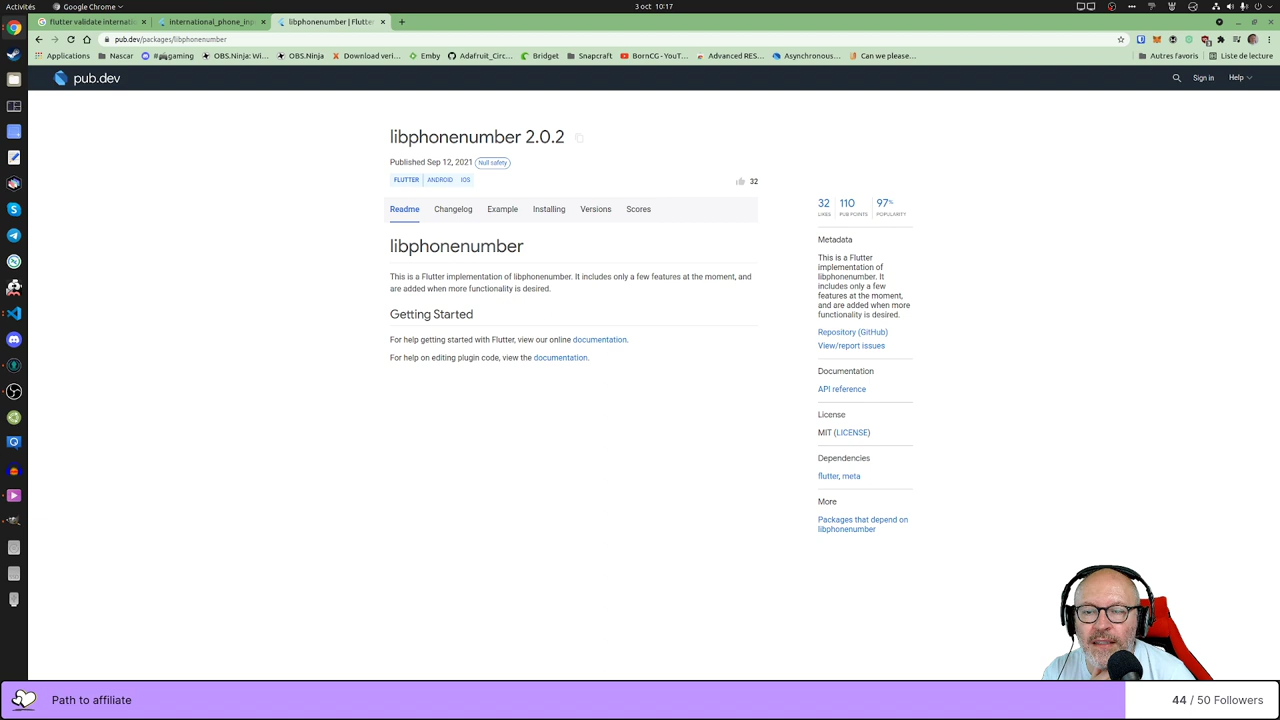 Activités
Google Chrome
3 oct 10:17
flutter validate internatio
international_phone_inp
libphonenumber | Flutter
pub.dev/packages/libphonenumber
Applications
Nascar
#🎮gaming
OBS.Ninja: Wi...
OBS.Ninja
Download veri...
Emby
Adafruit_Circ...
Bridget
Snapcraft
BornCG - YouT...
Advanced RES...
Asynchronous...
Can we please...
Autres favoris
Liste de lecture
pub.dev
Sign in
Help
libphonenumber 2.0.2
Published Sep 12, 2021
Null safety
FLUTTER
ANDROID
IOS
32
Readme
Changelog
Example
Installing
Versions
Scores
libphonenumber
This is a Flutter implementation of libphonenumber. It includes only a few features at the moment, and
are added when more functionality is desired.
Getting Started
For help getting started with Flutter, view our online documentation.
For help on editing plugin code, view the documentation.
32
LIKES
110
PUB POINTS
97%
POPULARITY
Metadata
This is a Flutter
implementation of
libphonenumber. It
includes only a few
features at the moment,
and are added when more
functionality is desired.
Repository (GitHub)
View/report issues
Documentation
API reference
License
MIT (LICENSE)
Dependencies
flutter, meta
More
Packages that depend on
libphonenumber
Path to affiliate
44 / 50 Followers